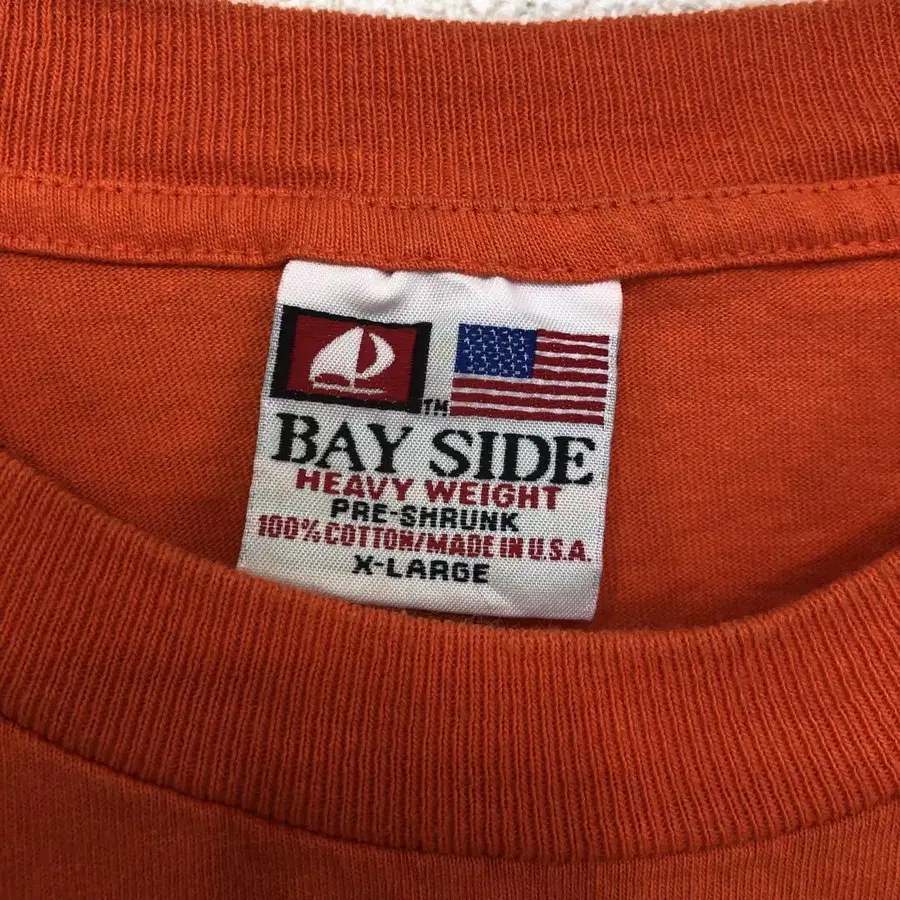 TM
BAY SIDE
HEAVY WEIGHT
PRE-SHRUNK
100% COTTON/MADE IN U.S.A.
X-LARGE